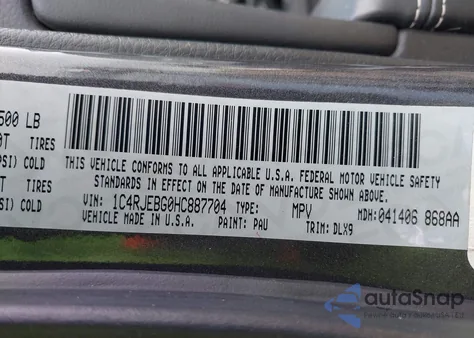 500 LB
TIRES
PSI) COLD
TIRES
PSI) COLD
THIS VEHICLE CONFORMS TO ALL APPLICABLE U.S.A. FEDERAL MOTOR VEHICLE SAFETY
STANDARDS IN EFFECT ON THE DATE OF MANUFACTURE SHOWN ABOVE.
VIN: 1C4RJEBG0HC887704 TYPE: MPV MDH: 041406 868AA
MADE IN U.S.A. PAINT: PAU TRIM: DLX9
autoSnap